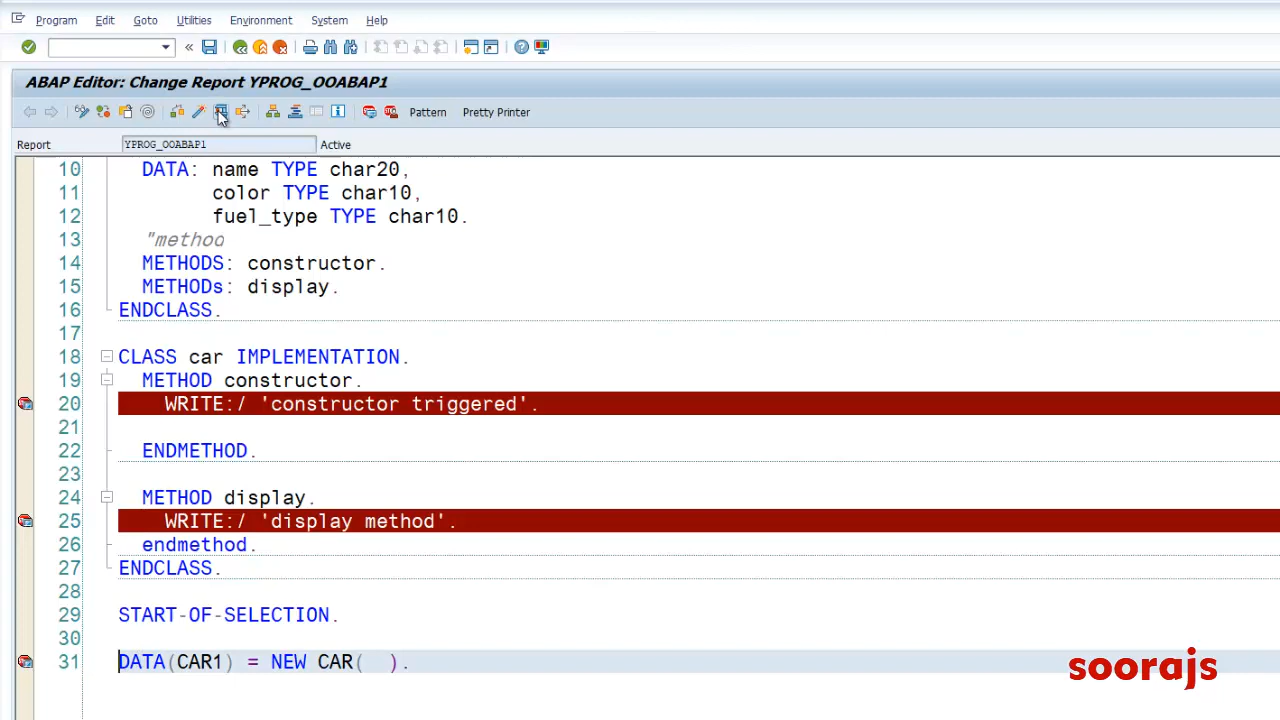 Program Edit Goto Utilities Environment System Help
«
ABAP Editor: Change Report YPROG_OOABAP1
Pattern Pretty Printer
Report YPROG_OOABAP1 Active
10 DATA: name TYPE char20,
11 color TYPE char10,
12 fuel_type TYPE char10.
13 "method
14 METHODS: constructor.
15 METHODs: display.
16 ENDCLASS.
17
18 CLASS car IMPLEMENTATION.
19 METHOD constructor.
20 WRITE:/ 'constructor triggered'.
21
22 ENDMETHOD.
23
24 METHOD display.
25 WRITE:/ 'display method'.
26 endmethod.
27 ENDCLASS.
28
29 START-OF-SELECTION.
30
31 DATA(CAR1) = NEW CAR(  ).
soorajs